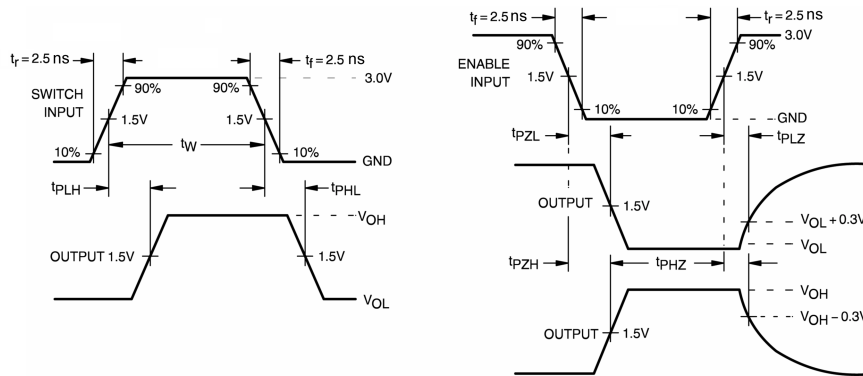 tr = 2.5 ns
tf = 2.5 ns
SWITCH
INPUT
90%
90%
3.0V
1.5V
1.5V
10%
10%
tW
GND
tPLH
tPHL
VOH
OUTPUT
1.5V
1.5V
VOL
tf = 2.5 ns
tr = 2.5 ns
3.0V
90%
90%
ENABLE
INPUT
1.5V
1.5V
10%
10%
GND
tPZL
tPLZ
OUTPUT
1.5V
VOL + 0.3V
VOL
tPZH
tPHZ
VOH
VOH – 0.3V
OUTPUT
1.5V